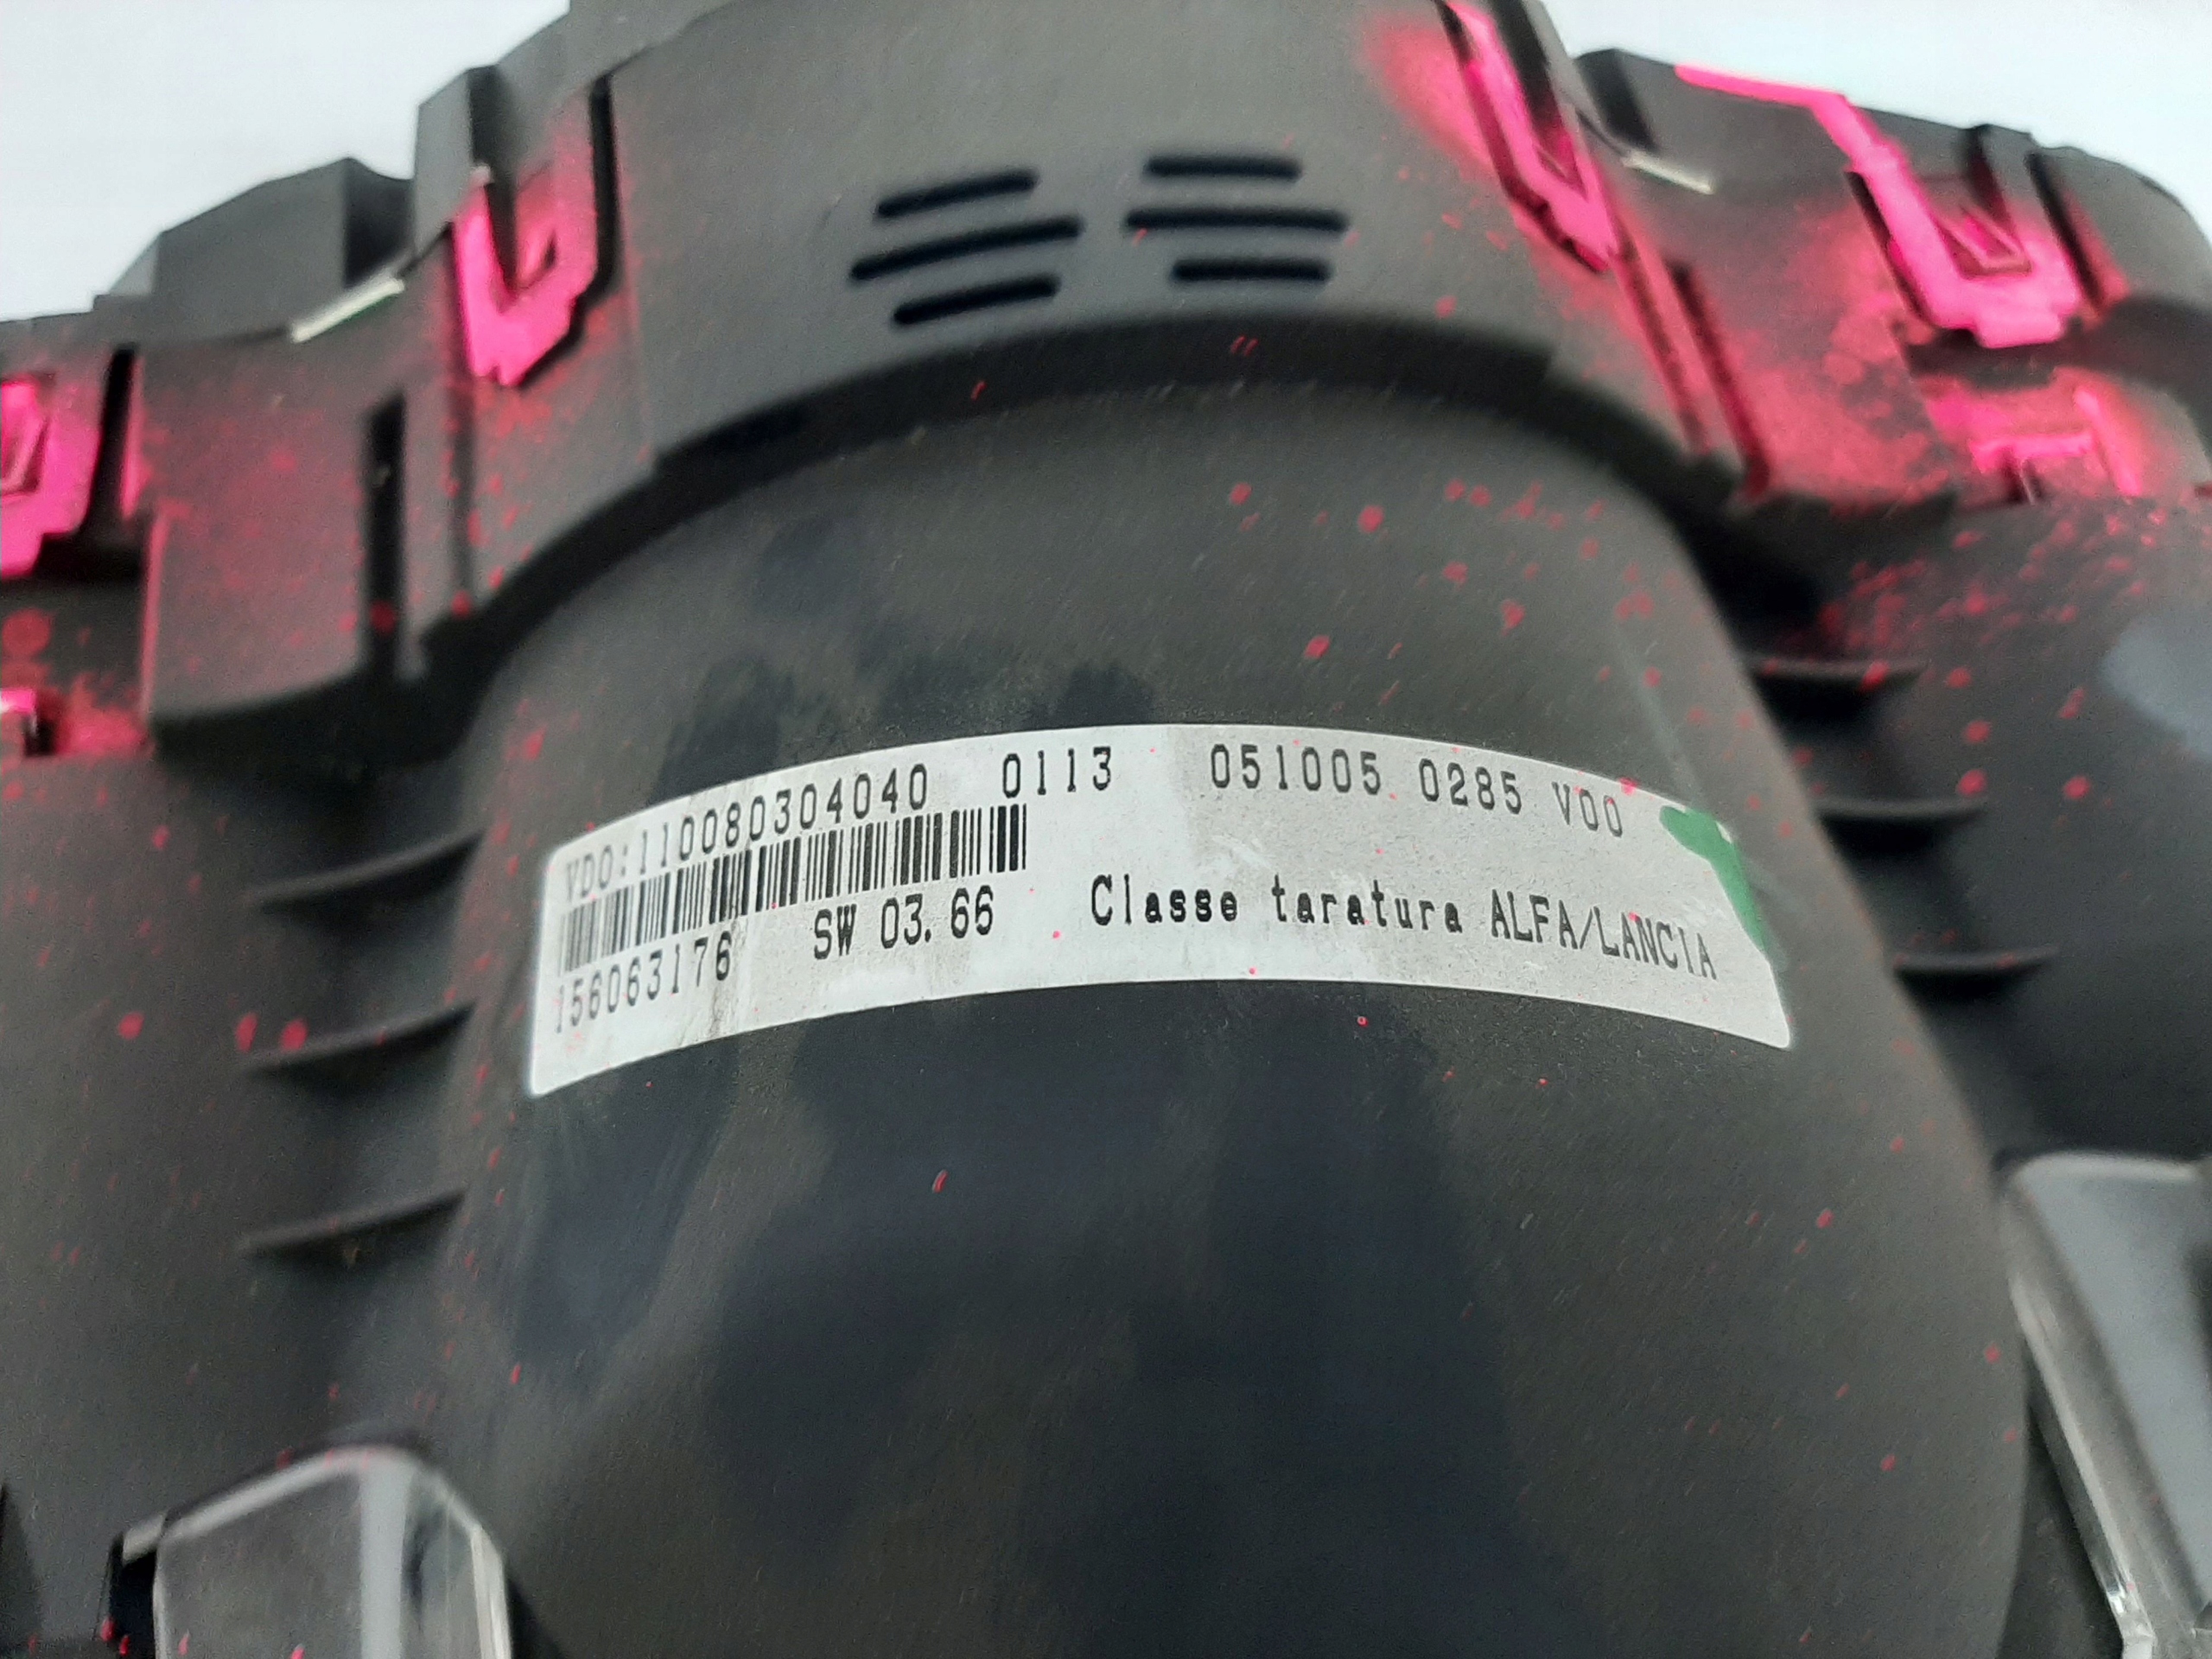 VDO:110080304040 0113 051005 0285 V00
156063176 SW 03.66 Classe taratura ALFA/LANCIA